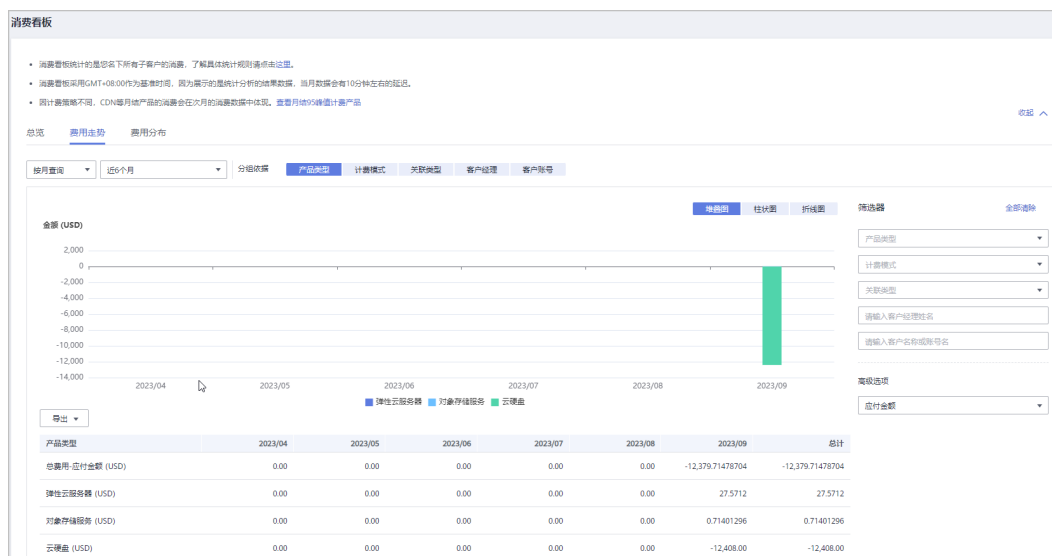 消费看板
消费看板统计的是您名下所有子客户的消费，了解具体统计规则请点击这里。
消费看板采用GMT+08:00作为基准时间，因为展示的是统计分析的结果数据，当月数据会有10分钟左右的延迟。
因计费策略不同，CDN等月结产品的消费会在次月的消费数据中体现。查看月结95峰值计费产品
收起
总览 费用走势 费用分布
按月查询 近6个月 分组依据 产品类型 计费模式 关联类型 客户经理 客户账号
堆叠图 柱状图 折线图 筛选器 全部清除
金额 (USD)
产品类型
计费模式
关联类型
请输入客户经理姓名
请输入客户名称或账号名
高级选项
应付金额
2,000
0
-2,000
-4,000
-6,000
-8,000
-10,000
-12,000
-14,000
2023/04 2023/05 2023/06 2023/07 2023/08 2023/09
弹性云服务器 对象存储服务 云硬盘
导出
产品类型 2023/04 2023/05 2023/06 2023/07 2023/08 2023/09 总计
总费用-应付金额 (USD) 0.00 0.00 0.00 0.00 0.00 -12,379.71478704 -12,379.71478704
弹性云服务器 (USD) 0.00 0.00 0.00 0.00 0.00 27.5712 27.5712
对象存储服务 (USD) 0.00 0.00 0.00 0.00 0.00 0.71401296 0.71401296
云硬盘 (USD) 0.00 0.00 0.00 0.00 0.00 -12,408.00 -12,408.00